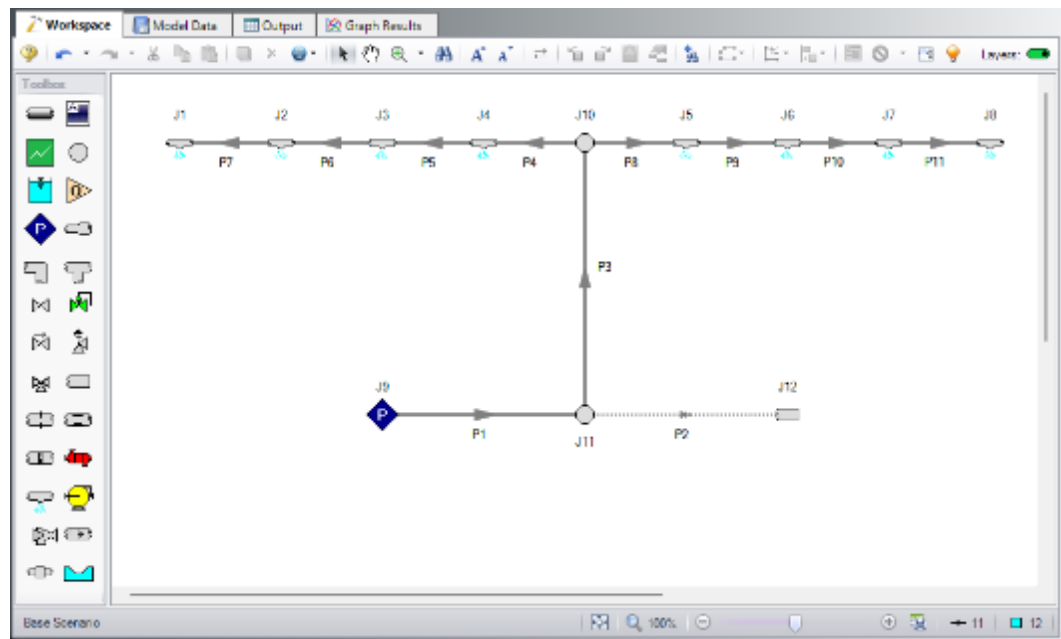 Workspace Model Data Output Graph Results
Layers:
Toolbox
J1 J2 J3 J4 J10 J5 J6 J7 J8
P7 P6 P5 P4 P8 P9 P10 P11
P3
J9 J12
P
P1 P2
J11
P
Base Scenario 100% 11 12